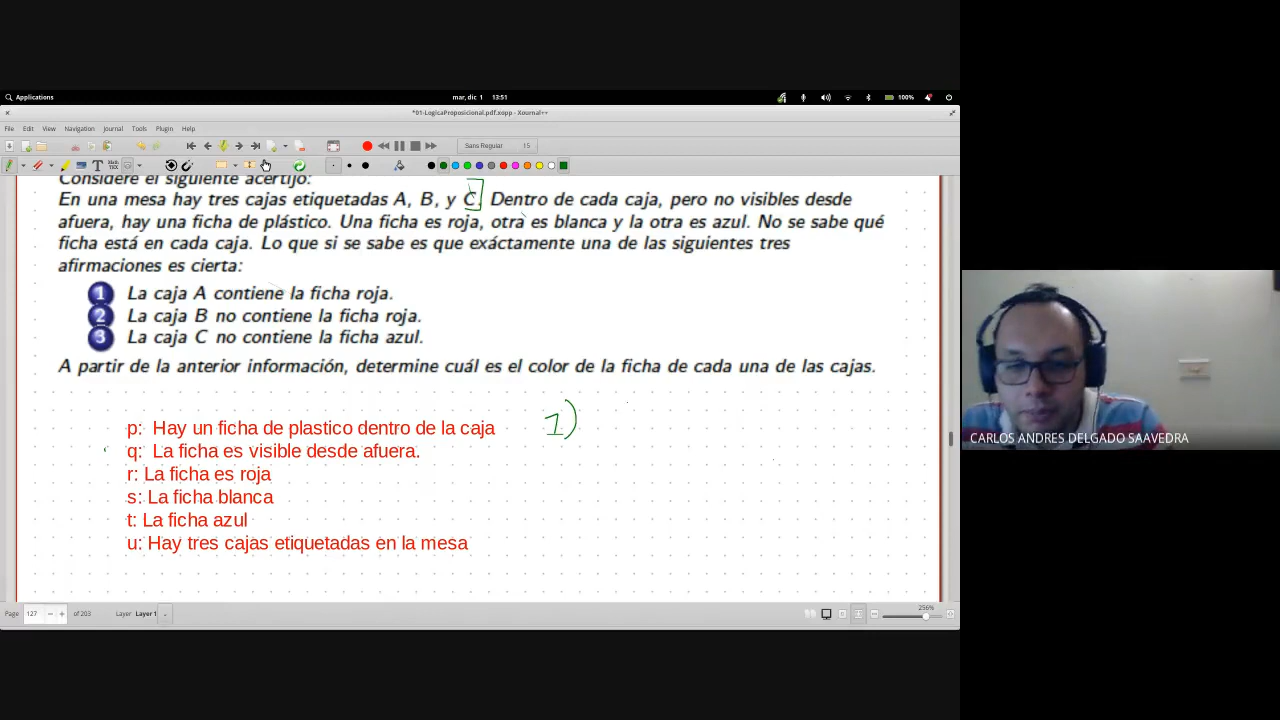 Applications
mar, dic 1 13:51
100%
*01-LogicaProposicional.pdf.xopp - Xournal++
File Edit View Navigation Journal Tools Plugin Help
Sans Regular 15
Considere el siguiente acertijo:
En una mesa hay tres cajas etiquetadas A, B, y C. Dentro de cada caja, pero no visibles desde
afuera, hay una ficha de plástico. Una ficha es roja, otra es blanca y la otra es azul. No se sabe qué
ficha está en cada caja. Lo que si se sabe es que exáctamente una de las siguientes tres
afirmaciones es cierta:
1 La caja A contiene la ficha roja.
2 La caja B no contiene la ficha roja.
3 La caja C no contiene la ficha azul.
A partir de la anterior información, determine cuál es el color de la ficha de cada una de las cajas.
p: Hay un ficha de plastico dentro de la caja
q: La ficha es visible desde afuera.
r: La ficha es roja
s: La ficha blanca
t: La ficha azul
u: Hay tres cajas etiquetadas en la mesa
1)
CARLOS ANDRES DELGADO SAAVEDRA
Page 127 of 203 Layer Layer 1
256%